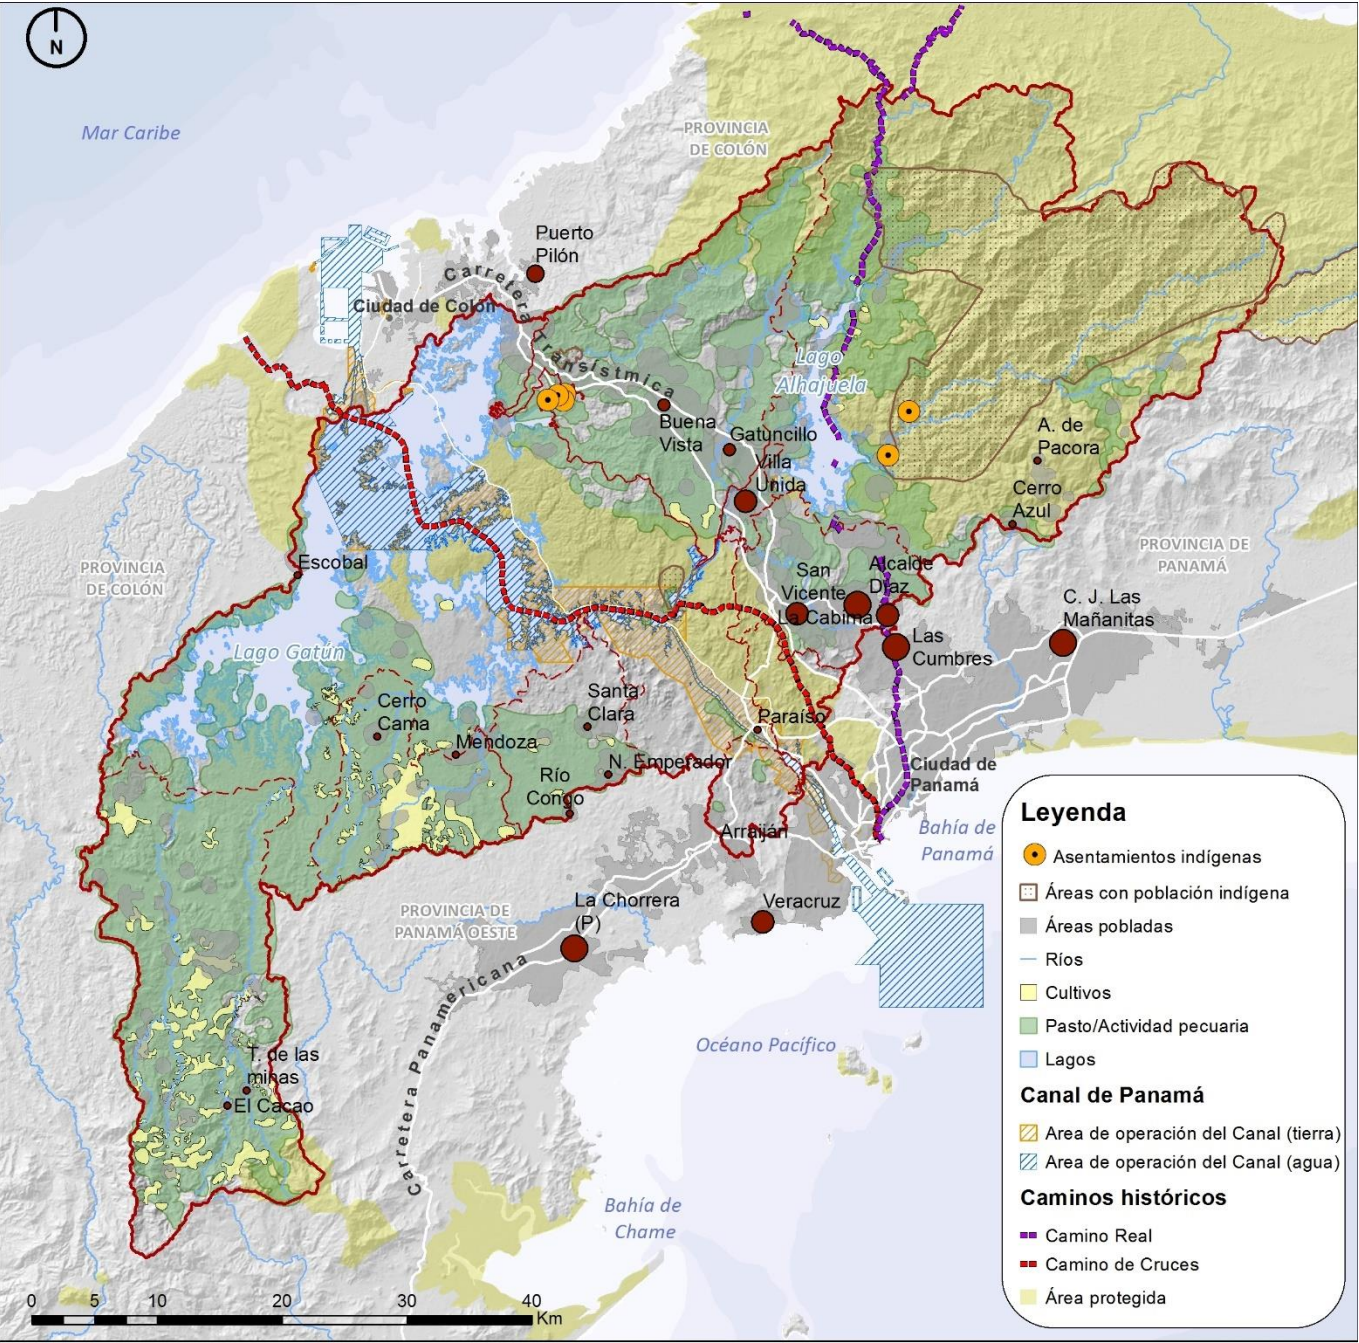 N
Mar Caribe
PROVINCIA
DE COLÓN
Puerto
Pilón
Carretera Transístmica
Ciudad de Colón
Lago
Alhajuela
Buena
Vista
Gatuncillo
Villa
Unida
A. de
Pacora
Cerro
Azul
PROVINCIA DE
PANAMÁ
PROVINCIA
DE COLÓN
Escobal
San
Vicente
Alcalde
Díaz
La Cabima
C. J. Las
Mañanitas
Las
Cumbres
Lago Gatún
Cerro
Cama
Santa
Clara
Mendoza
Paraíso
N. Emperador
Río
Congo
Ciudad de
Panamá
Arraiján
Bahía de
Panamá
PROVINCIA DE
PANAMÁ OESTE
La Chorrera
(P)
Veracruz
Carretera Panamericana
Océano Pacífico
T. de las
minas
El Cacao
Bahía de
Chame
0 5 10 20 30 40
Km
Leyenda
Asentamientos indígenas
Áreas con población indígena
Áreas pobladas
Ríos
Cultivos
Pasto/Actividad pecuaria
Lagos
Canal de Panamá
Area de operación del Canal (tierra)
Area de operación del Canal (agua)
Caminos históricos
Camino Real
Camino de Cruces
Área protegida